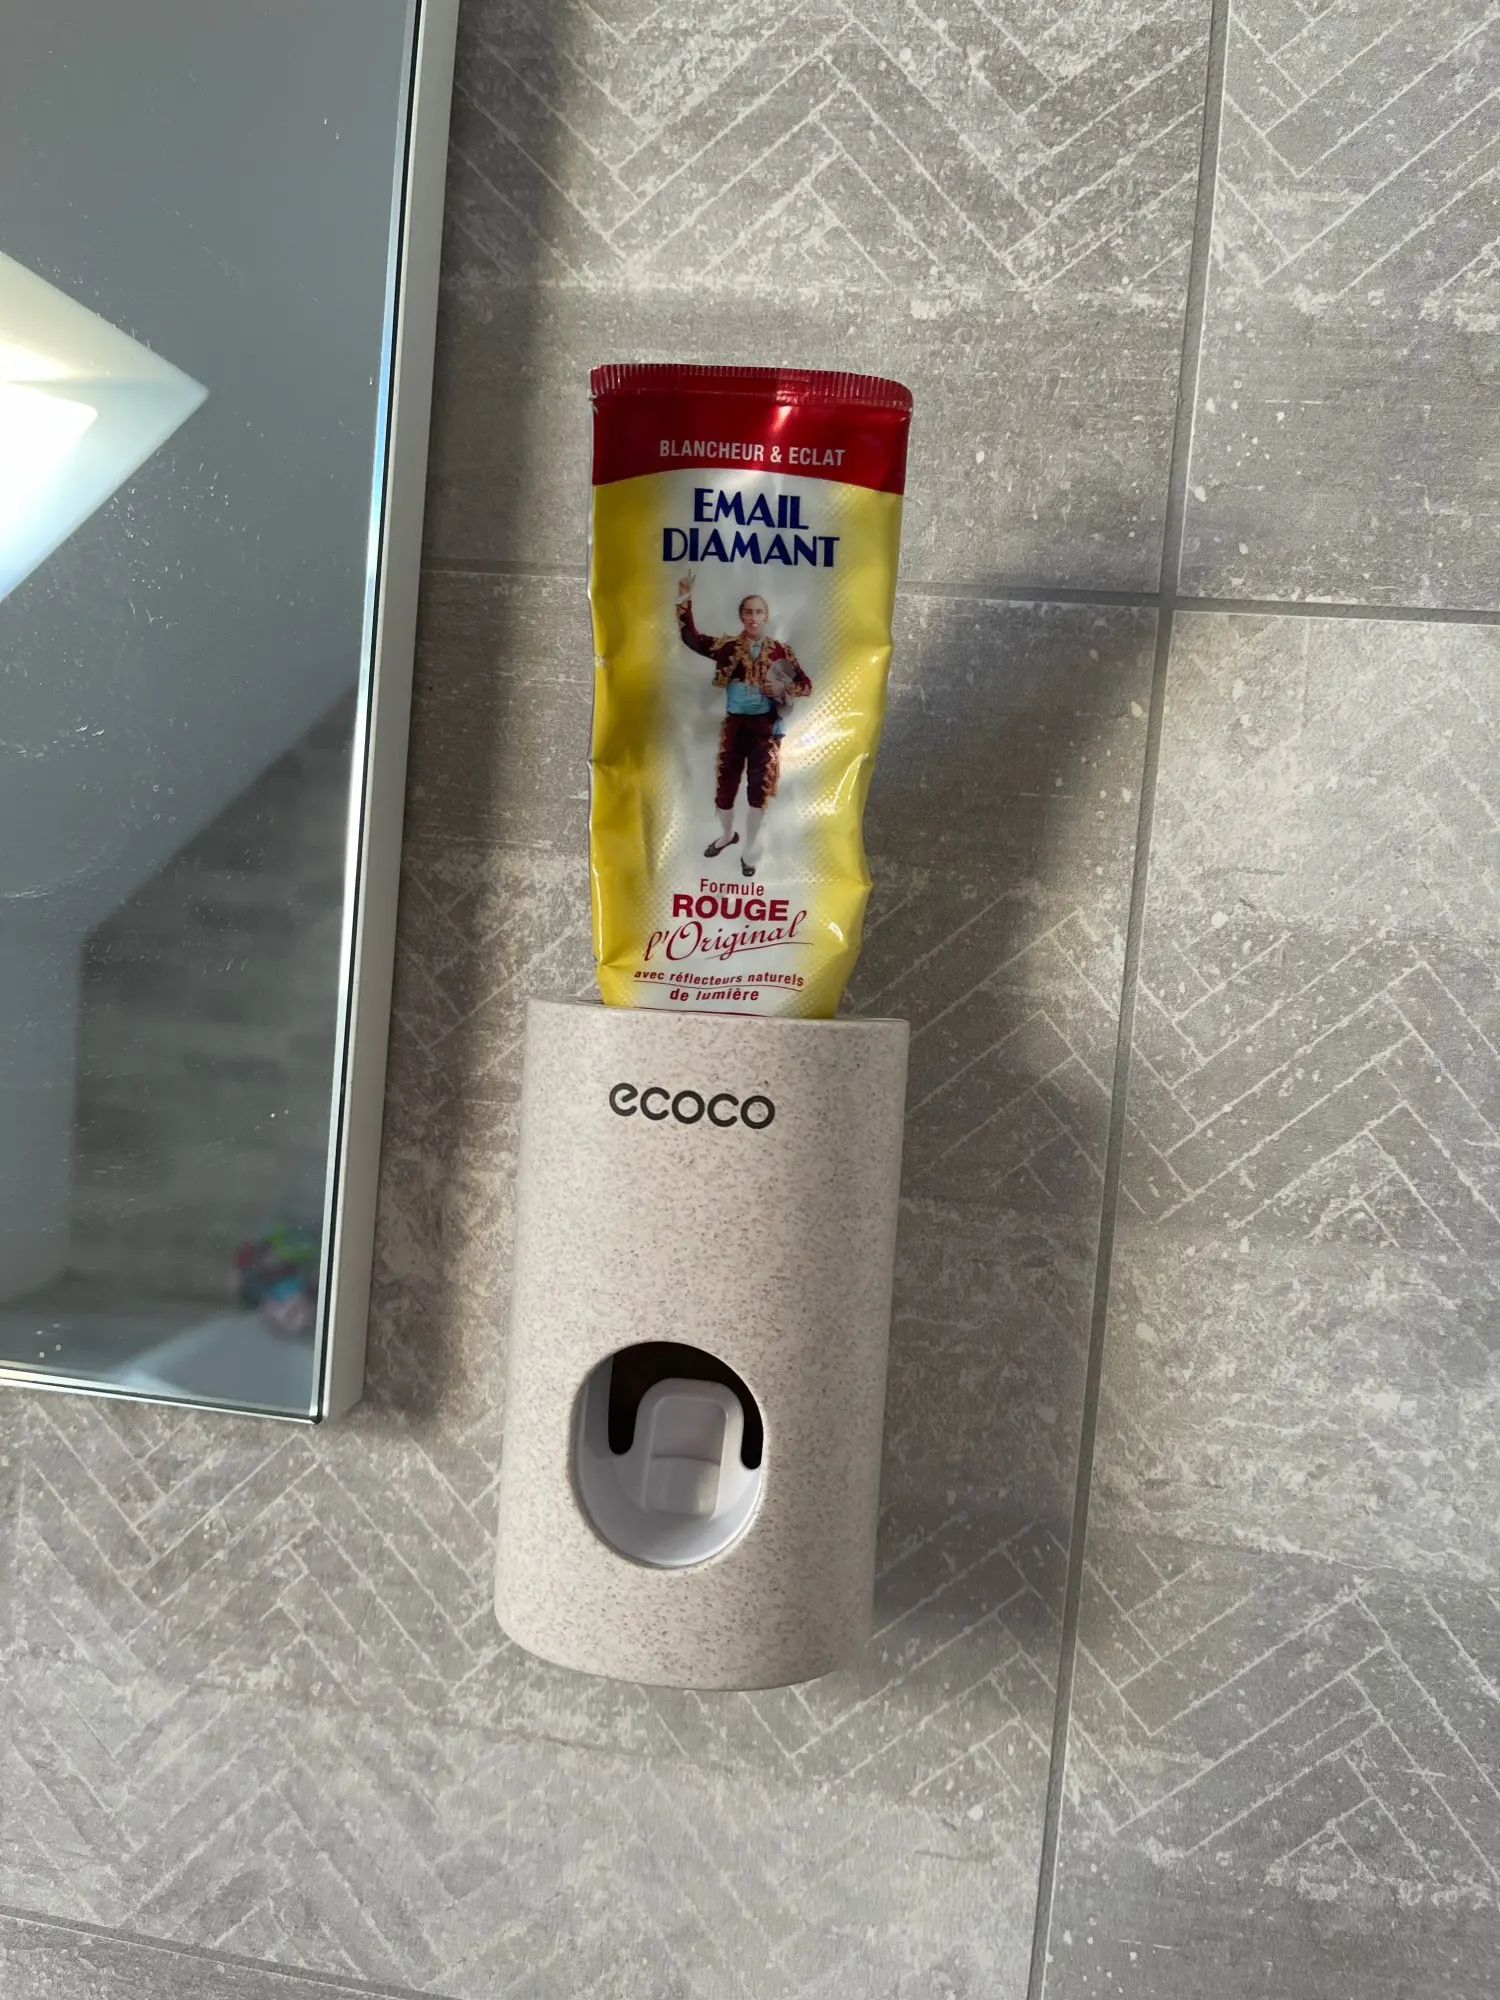 BLANCHEUR & ECLAT
EMAIL
DIAMANT
Formule
ROUGE
l'Original
avec réflecteurs naturels
de lumière
ecoco